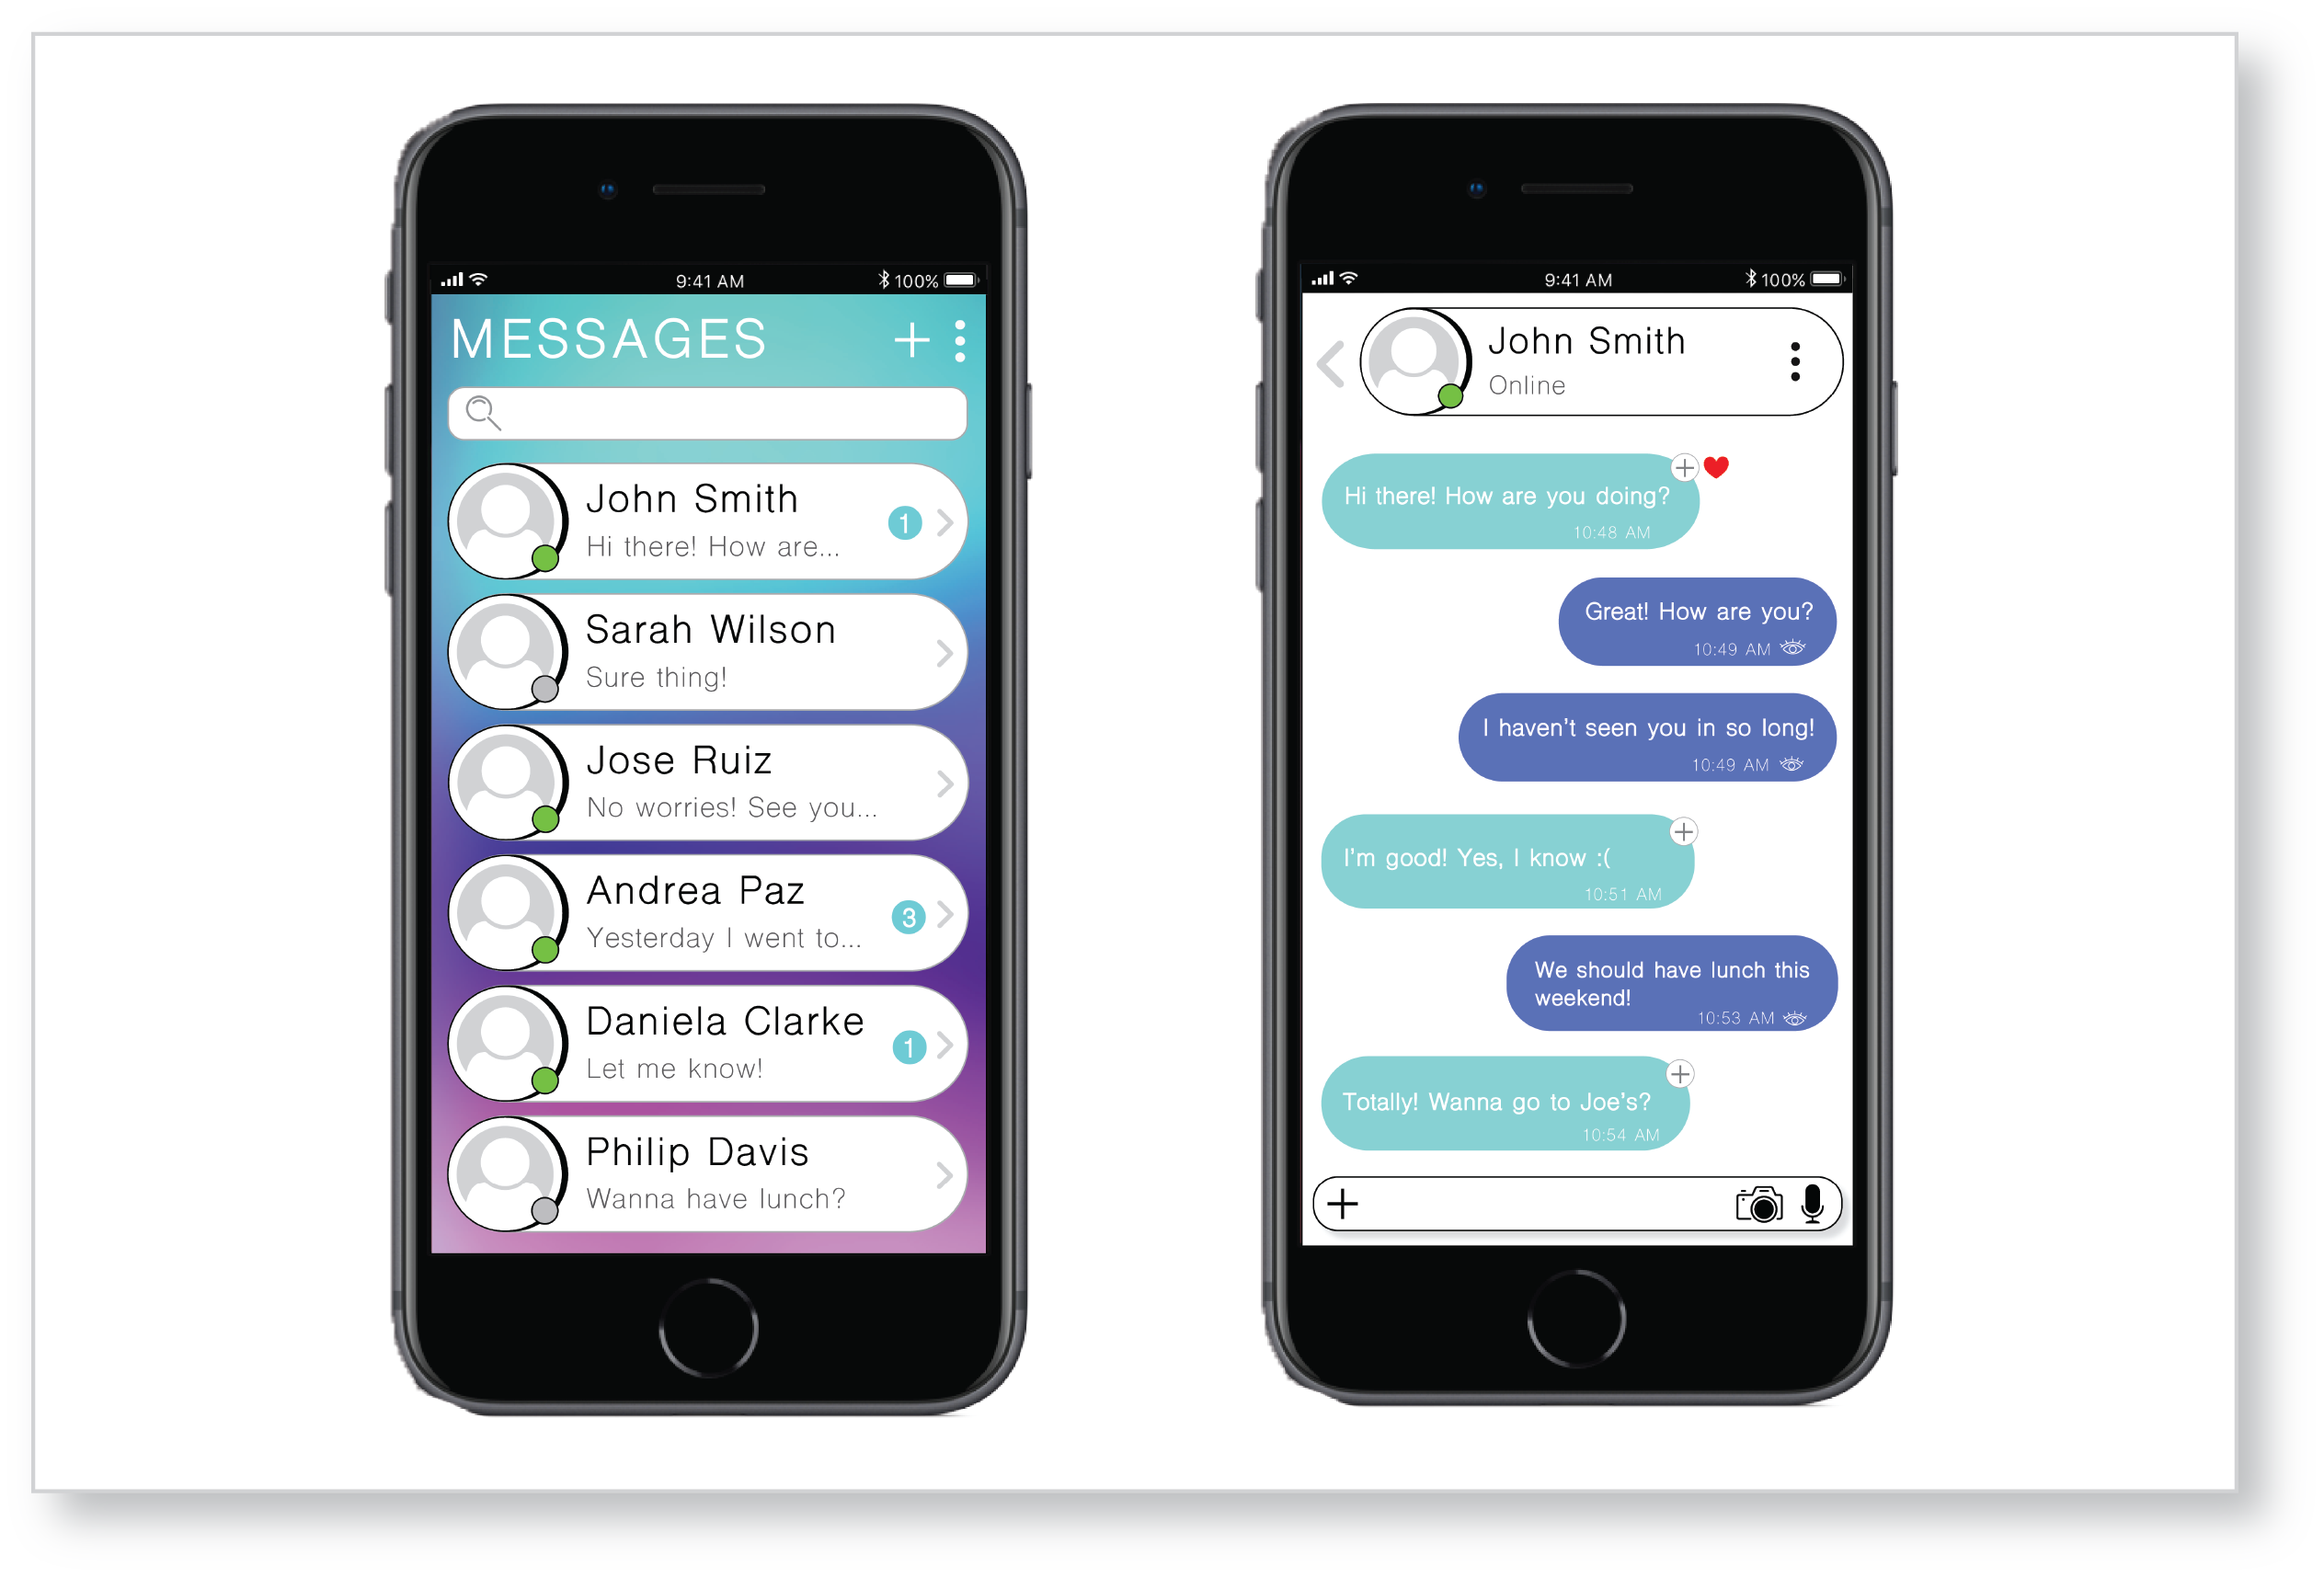 9:41 AM 100%
MESSAGES
John Smith
Hi there! How are...
1
Sarah Wilson
Sure thing!
Jose Ruiz
No worries! See you...
Andrea Paz
Yesterday I went to...
3
Daniela Clarke
Let me know!
1
Philip Davis
Wanna have lunch?
9:41 AM 100%
John Smith
Online
Hi there! How are you doing?
10:48 AM
Great! How are you?
10:49 AM
I haven't seen you in so long!
10:49 AM
I'm good! Yes, I know :(
10:51 AM
We should have lunch this
weekend!
10:53 AM
Totally! Wanna go to Joe's?
10:54 AM